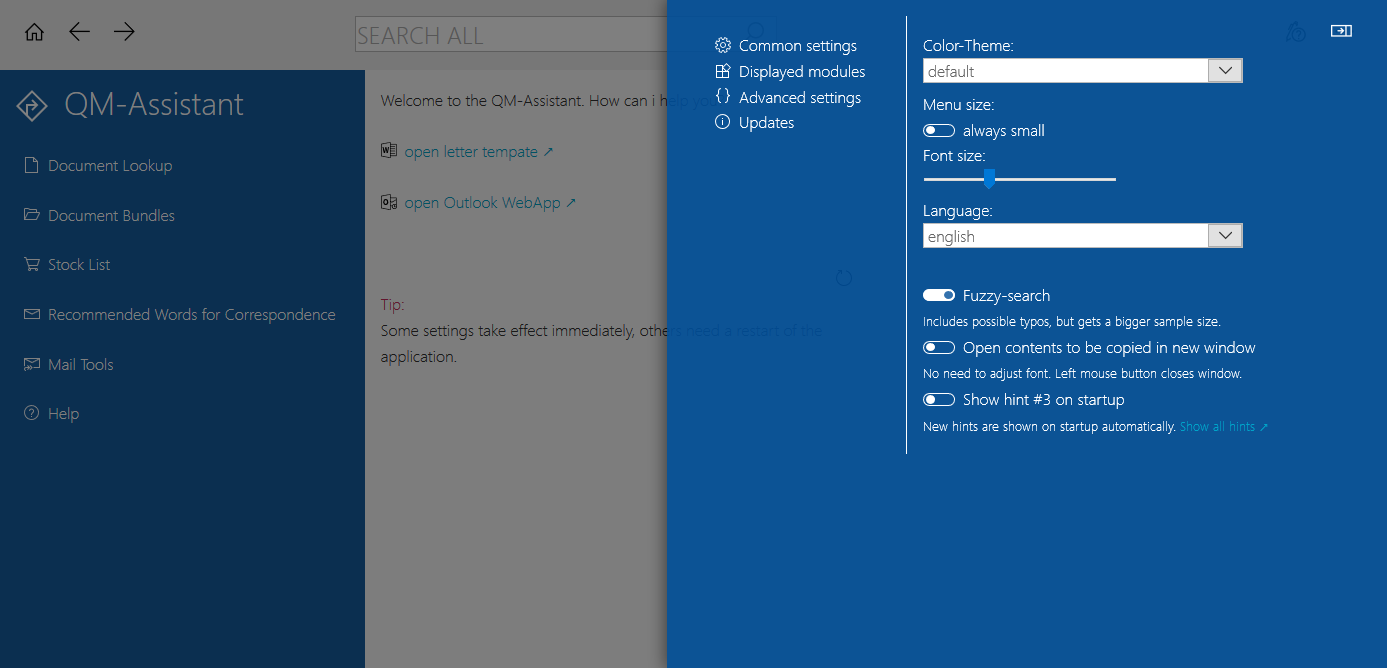 SEARCH ALL
QM-Assistant
Document Lookup
Document Bundles
Stock List
Recommended Words for Correspondence
Mail Tools
Help
Welcome to the QM-Assistant. How can i help you
open letter tempate ↗
open Outlook WebApp ↗
Tip:
Some settings take effect immediately, others need a restart of the
application.
Common settings
Displayed modules
Advanced settings
Updates
Color-Theme:
default
Menu size:
always small
Font size:
Language:
english
Fuzzy-search
Includes possible typos, but gets a bigger sample size.
Open contents to be copied in new window
No need to adjust font. Left mouse button closes window.
Show hint #3 on startup
New hints are shown on startup automatically. Show all hints ↗